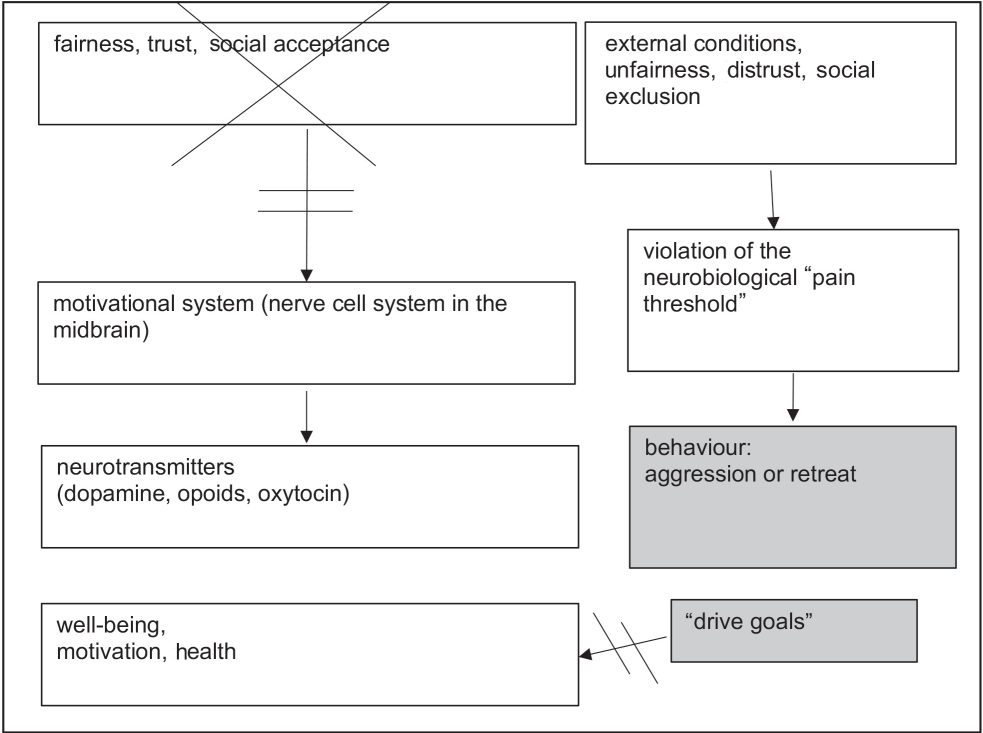 fairness, trust, social acceptance
external conditions,
unfairness, distrust, social
exclusion
violation of the
neurobiological “pain
threshold”
motivational system (nerve cell system in the
midbrain)
neurotransmitters
(dopamine, opoids, oxytocin)
behaviour:
aggression or retreat
well-being,
motivation, health
“drive goals”